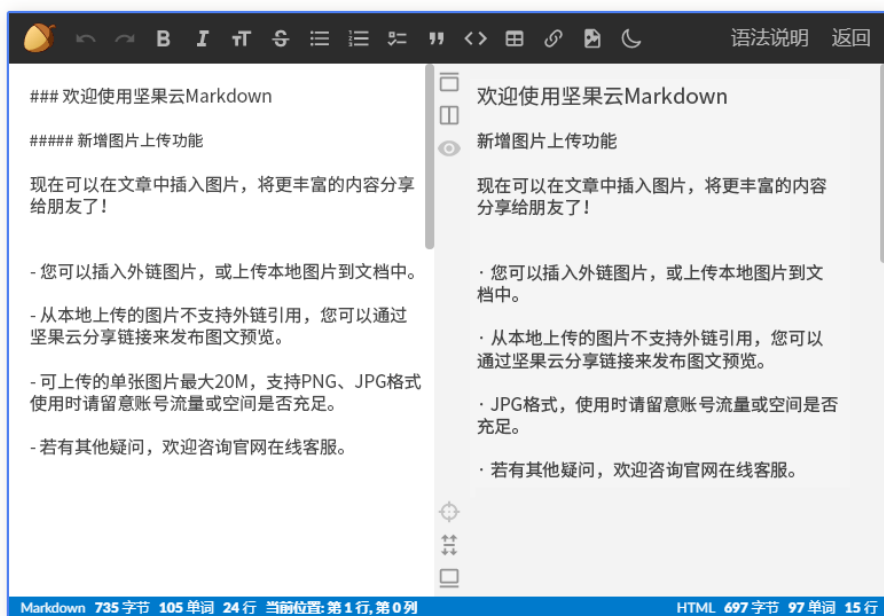 语法说明 返回
### 欢迎使用坚果云Markdown
##### 新增图片上传功能
现在可以在文章中插入图片，将更丰富的内容分享
给朋友了！
- 您可以插入外链图片，或上传本地图片到文档中。
- 从本地上传的图片不支持外链引用，您可以通过
坚果云分享链接来发布图文预览。
- 可上传的单张图片最大20M，支持PNG、JPG格式
使用时请留意账号流量或空间是否充足。
- 若有其他疑问，欢迎咨询官网在线客服。
欢迎使用坚果云Markdown
新增图片上传功能
现在可以在文章中插入图片，将更丰富的内容
分享给朋友了！
· 您可以插入外链图片，或上传本地图片到文
档中。
· 从本地上传的图片不支持外链引用，您可以
通过坚果云分享链接来发布图文预览。
· JPG格式，使用时请留意账号流量或空间是否
充足。
· 若有其他疑问，欢迎咨询官网在线客服。
Markdown 735 字节 105 单词 24 行 当前位置: 第 1 行, 第 0 列
HTML 697 字节 97 单词 15 行